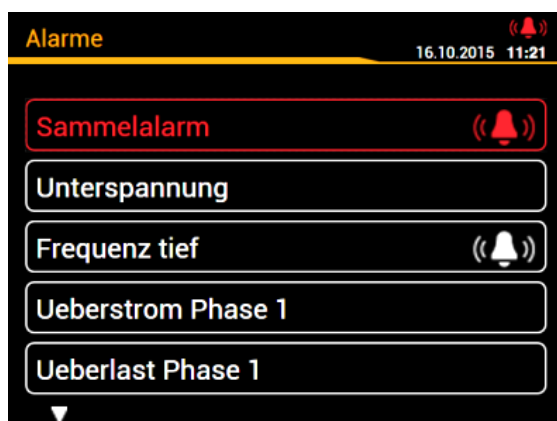 Alarme
16.10.2015 11:21
Sammelalarm
Unterspannung
Frequenz tief
Ueberstrom Phase 1
Ueberlast Phase 1